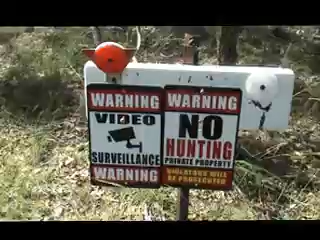 WARNING
VIDEO
SURVEILLANCE
WARNING
WARNING
NO
HUNTING
PRIVATE PROPERTY
VIOLATORS WILL
BE PROSECUTED